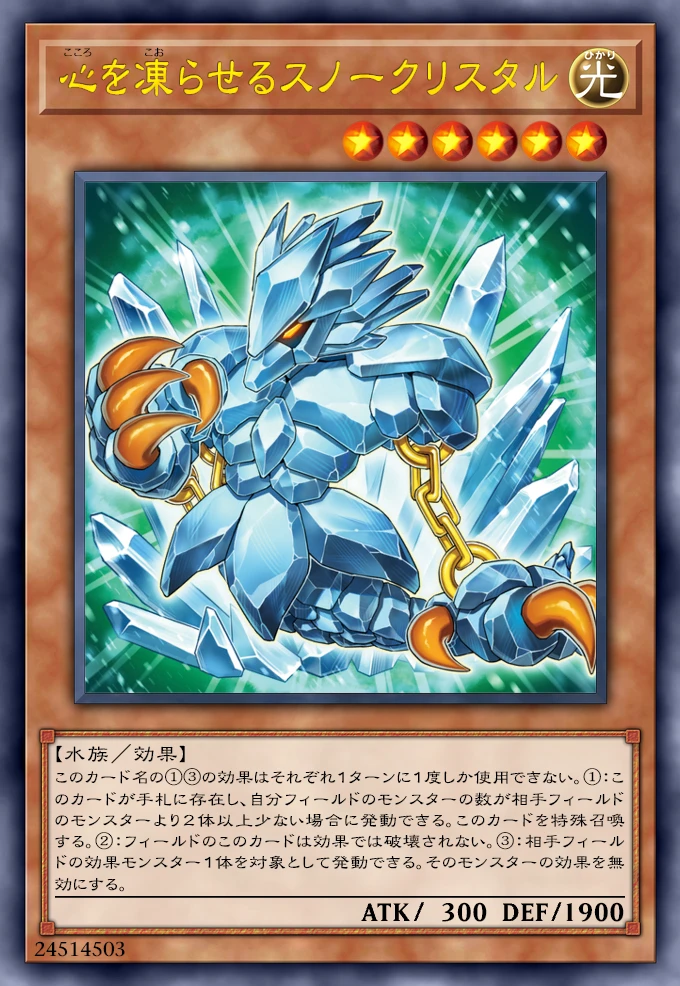 こころ こお
心を凍らせるスノークリスタル
ひかり
光
【水族／効果】
このカード名の①③の効果はそれぞれ1ターンに1度しか使用できない。①：こ
のカードが手札に存在し、自分フィールドのモンスターの数が相手フィールド
のモンスターより2体以上少ない場合に発動できる。このカードを特殊召喚
する。②：フィールドのこのカードは効果では破壊されない。③：相手フィール
ドの効果モンスター1体を対象として発動できる。そのモンスターの効果を無
効にする。
ATK/ 300 DEF/1900
24514503